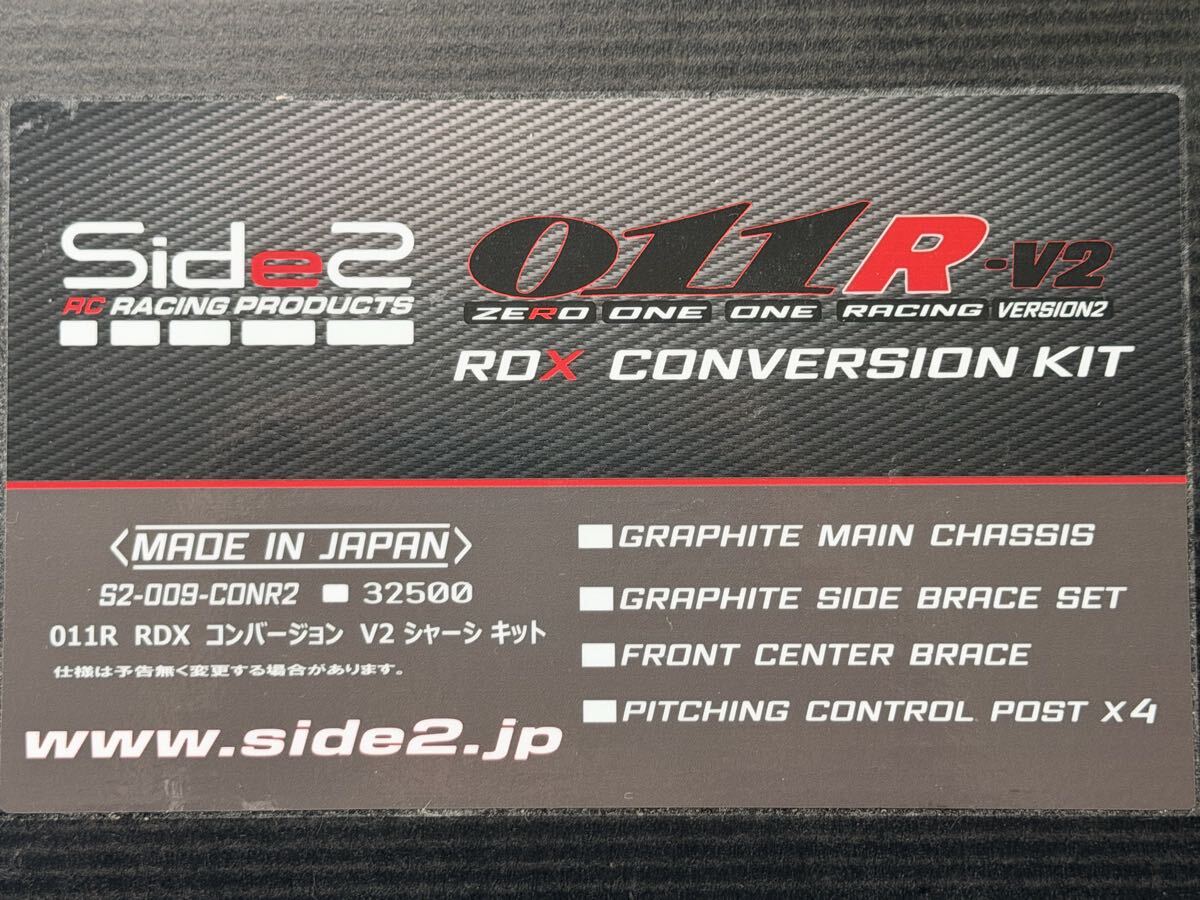 Side2
RC RACING PRODUCTS
011R-V2
ZERO ONE ONE RACING VERSION2
RDX CONVERSION KIT
<MADE IN JAPAN>
S2-009-CONR2 ■ 32500
011R RDX コンバージョン V2 シャーシ キット
仕様は予告無く変更する場合があります。
www.side2.jp
■GRAPHITE MAIN CHASSIS
■GRAPHITE SIDE BRACE SET
■FRONT CENTER BRACE
■PITCHING CONTROL POST X4